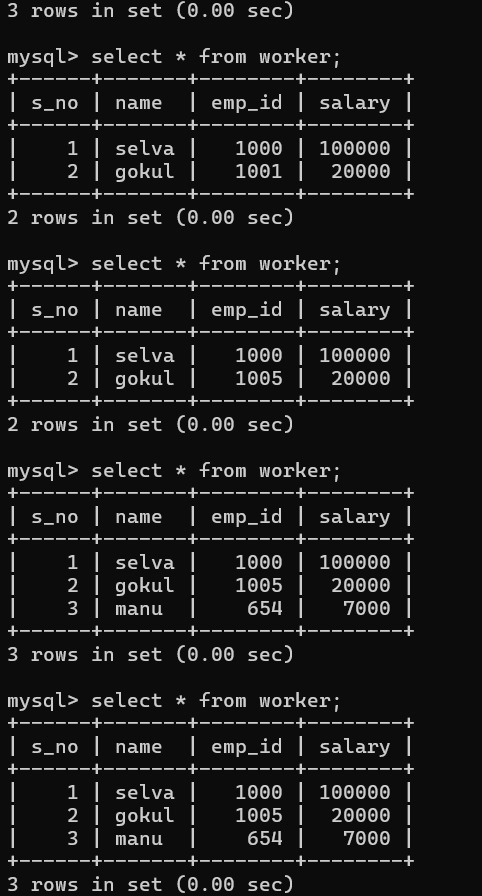 3 rows in set (0.00 sec)
mysql> select * from worker;
+------+-------+--------+--------+
| s_no | name  | emp_id | salary |
+------+-------+--------+--------+
|    1 | selva |   1000 | 100000 |
|    2 | gokul |   1001 |  20000 |
+------+-------+--------+--------+
2 rows in set (0.00 sec)
mysql> select * from worker;
+------+-------+--------+--------+
| s_no | name  | emp_id | salary |
+------+-------+--------+--------+
|    1 | selva |   1000 | 100000 |
|    2 | gokul |   1005 |  20000 |
+------+-------+--------+--------+
2 rows in set (0.00 sec)
mysql> select * from worker;
+------+-------+--------+--------+
| s_no | name  | emp_id | salary |
+------+-------+--------+--------+
|    1 | selva |   1000 | 100000 |
|    2 | gokul |   1005 |  20000 |
|    3 | manu  |    654 |   7000 |
+------+-------+--------+--------+
3 rows in set (0.00 sec)
mysql> select * from worker;
+------+-------+--------+--------+
| s_no | name  | emp_id | salary |
+------+-------+--------+--------+
|    1 | selva |   1000 | 100000 |
|    2 | gokul |   1005 |  20000 |
|    3 | manu  |    654 |   7000 |
+------+-------+--------+--------+
3 rows in set (0.00 sec)